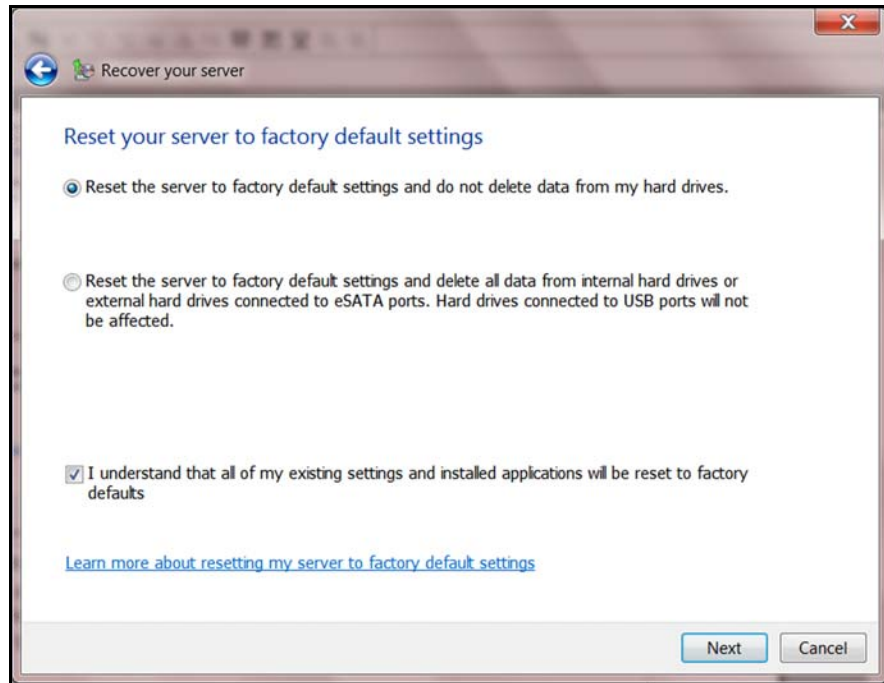 Recover your server
Reset your server to factory default settings
Reset the server to factory default settings and do not delete data from my hard drives.
Reset the server to factory default settings and delete all data from internal hard drives or
external hard drives connected to eSATA ports. Hard drives connected to USB ports will not
be affected.
I understand that all of my existing settings and installed applications will be reset to factory
defaults
Learn more about resetting my server to factory default settings
Next
Cancel